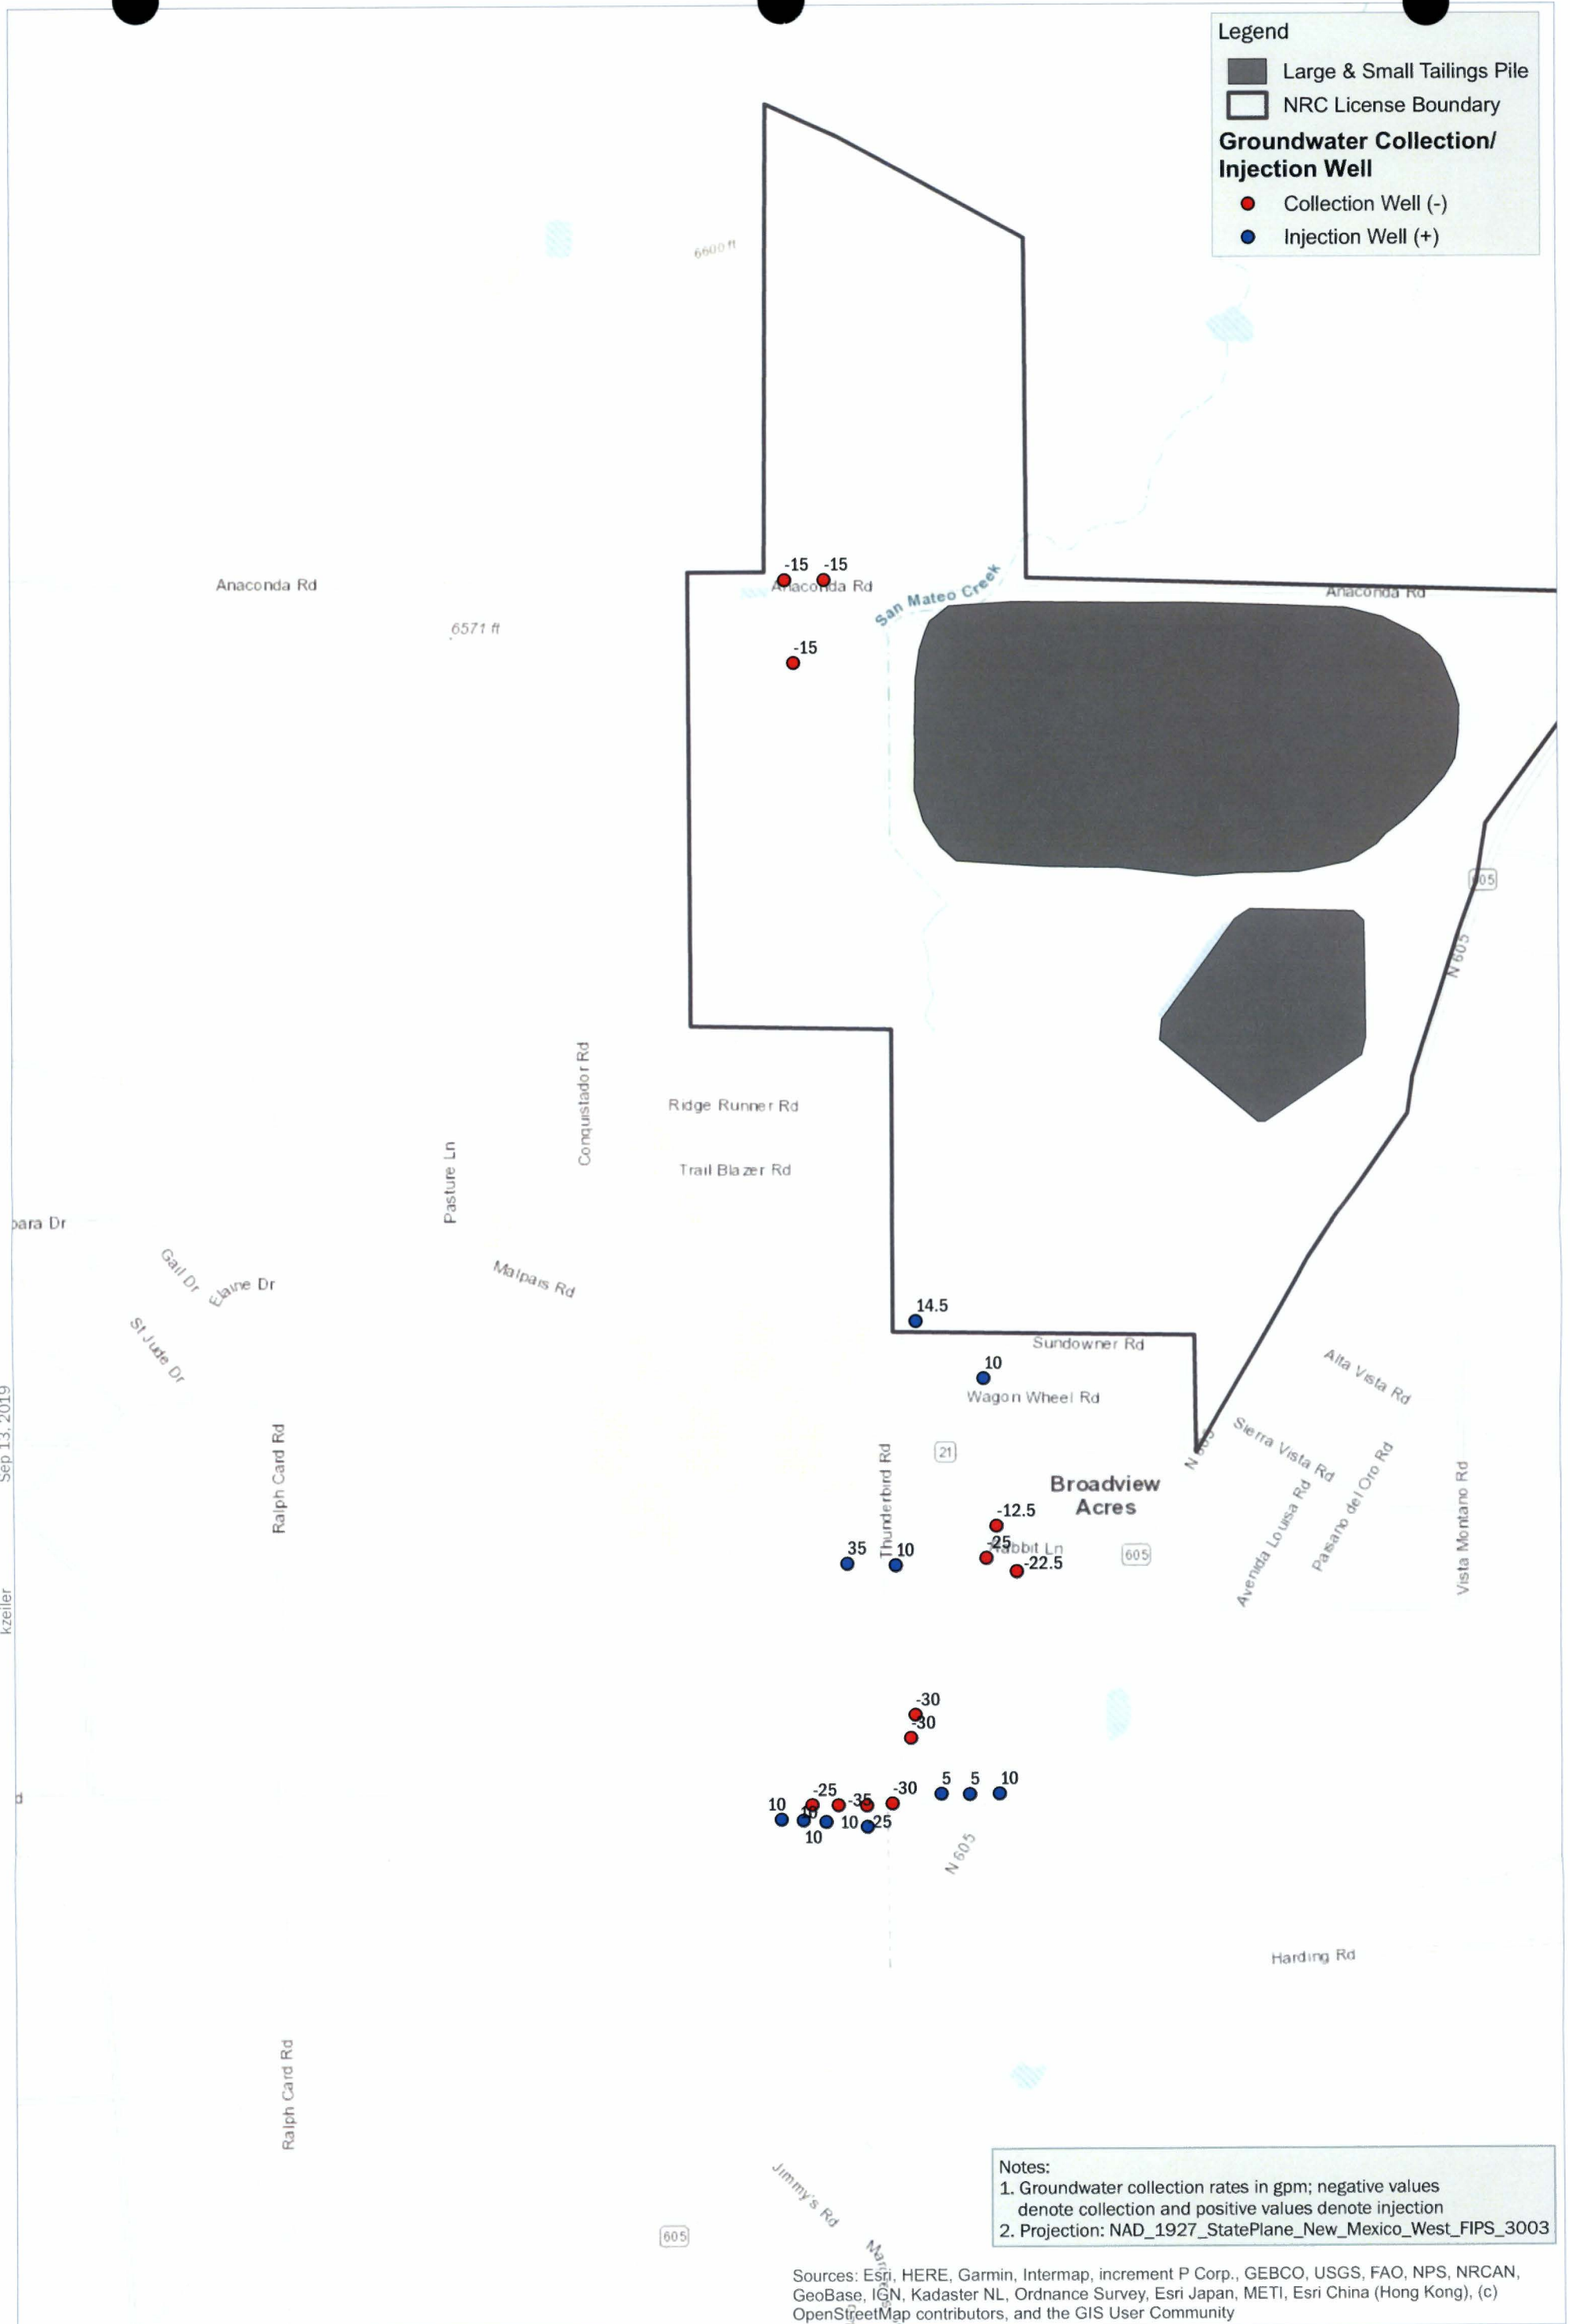 Legend
Large & Small Tailings Pile
NRC License Boundary
Groundwater Collection/
Injection Well
Collection Well (-)
Injection Well (+)
6600 ft
-15
-15
Anaconda Rd
Anaconda Rd
San Mateo Creek
Anaconda Rd
6571 ft
-15
605
N 605
Conquistador Rd
Ridge Runner Rd
Pasture Ln
Trail Blazer Rd
para Dr
Gail Dr
Elaine Dr
Malpais Rd
St Jude Dr
14.5
Sundowner Rd
10
Wagon Wheel Rd
Alta Vista Rd
Sep 13, 2019
Ralph Card Rd
21
Thunderbird Rd
N 605
Sierra Vista Rd
Broadview
Acres
Paisano del Oro Rd
Avenida Louisa Rd
Vista Montano Rd
-12.5
35
10
-25
Rabbit Ln
605
-22.5
kzeiler
-30
-30
5
5
10
-25
-35
-30
d
10
10
10
10
-25
N 605
Harding Rd
Ralph Card Rd
Jimmy's Rd
605
Notes:
1. Groundwater collection rates in gpm; negative values
denote collection and positive values denote injection
2. Projection: NAD_1927_StatePlane_New_Mexico_West_FIPS_3003
Sources: Esri, HERE, Garmin, Intermap, increment P Corp., GEBCO, USGS, FAO, NPS, NRCAN,
GeoBase, IGN, Kadaster NL, Ordnance Survey, Esri Japan, METI, Esri China (Hong Kong), (c)
OpenStreetMap contributors, and the GIS User Community